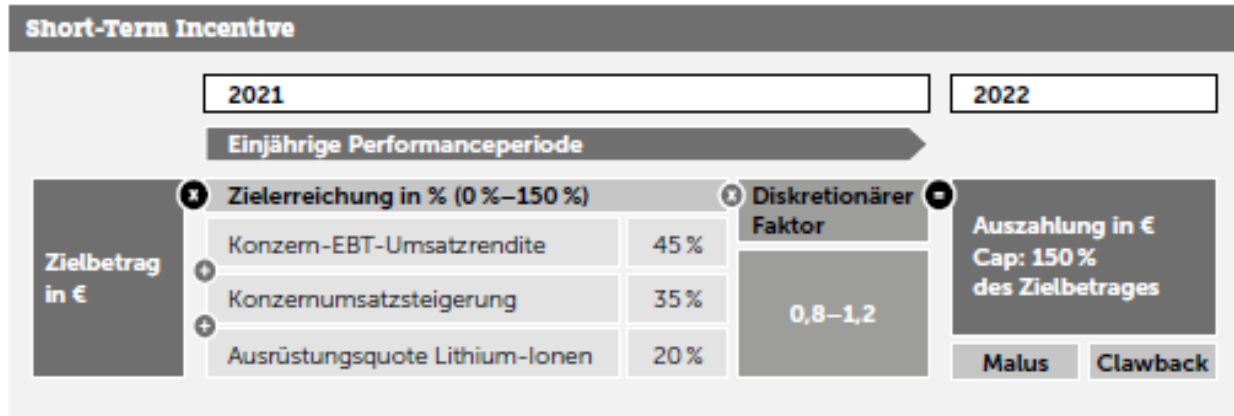 Short-Term Incentive
2021
2022
Einjährige Performanceperiode
Zielbetrag
in €
x
Zielerreichung in % (0 %–150 %)
Konzern-EBT-Umsatzrendite
45 %
+
Konzernumsatzsteigerung
35 %
+
Ausrüstungsquote Lithium-Ionen
20 %
x
Diskretionärer
Faktor
0,8–1,2
=
Auszahlung in €
Cap: 150 %
des Zielbetrages
Malus
Clawback